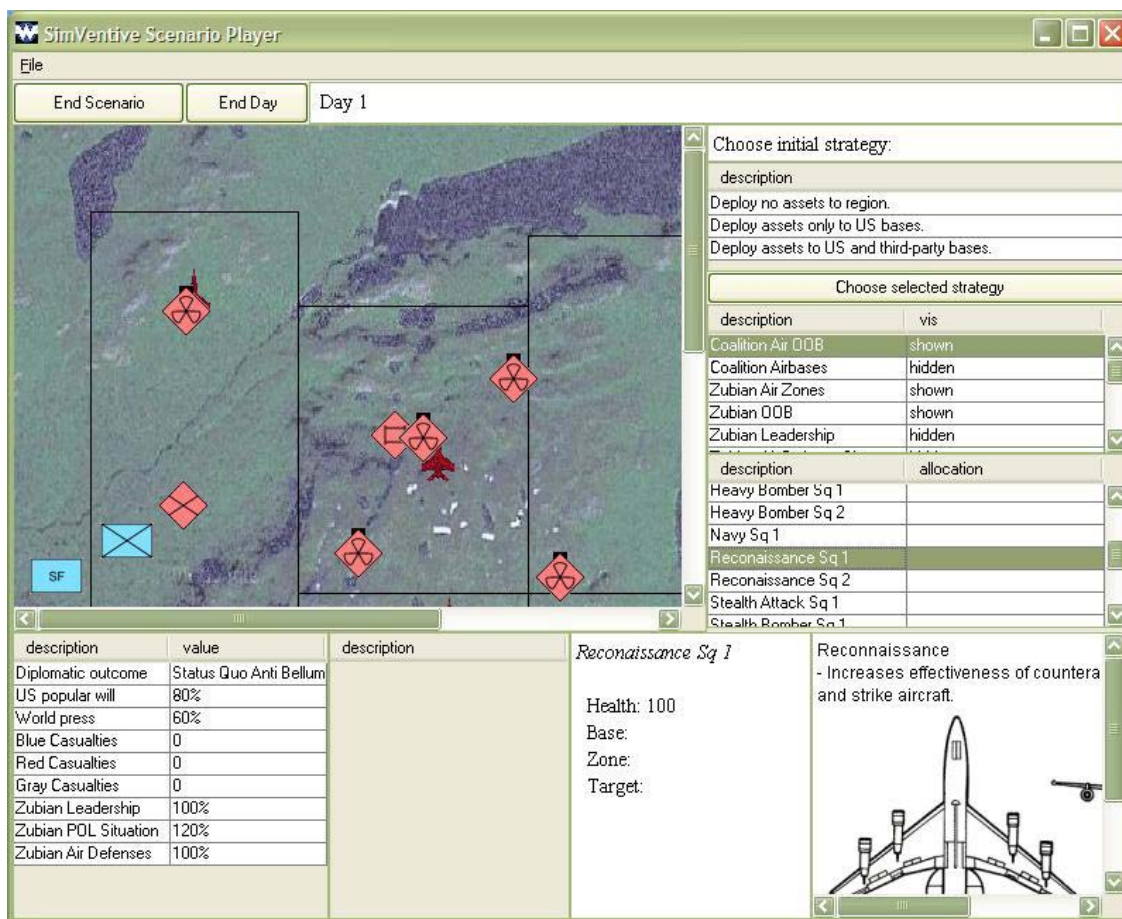 SimVentive Scenario Player
File
End Scenario
End Day
Day 1
Choose initial strategy:
description
Deploy no assets to region.
Deploy assets only to US bases.
Deploy assets to US and third-party bases.
Choose selected strategy
description vis
Coalition Air OOB shown
Coalition Airbases hidden
Zubian Air Zones shown
Zubian OOB shown
Zubian Leadership hidden
description allocation
Heavy Bomber Sq 1
Heavy Bomber Sq 2
Navy Sq 1
Reconaissance Sq 1
Reconaissance Sq 2
Stealth Attack Sq 1
Stealth Bomber Sq 1
SF
description value
Diplomatic outcome Status Quo Anti Bellum
US popular will 80%
World press 60%
Blue Casualties 0
Red Casualties 0
Gray Casualties 0
Zubian Leadership 100%
Zubian POL Situation 120%
Zubian Air Defenses 100%
description
Reconaissance Sq 1
Health: 100
Base:
Zone:
Target:
Reconnaissance
- Increases effectiveness of countera
and strike aircraft.